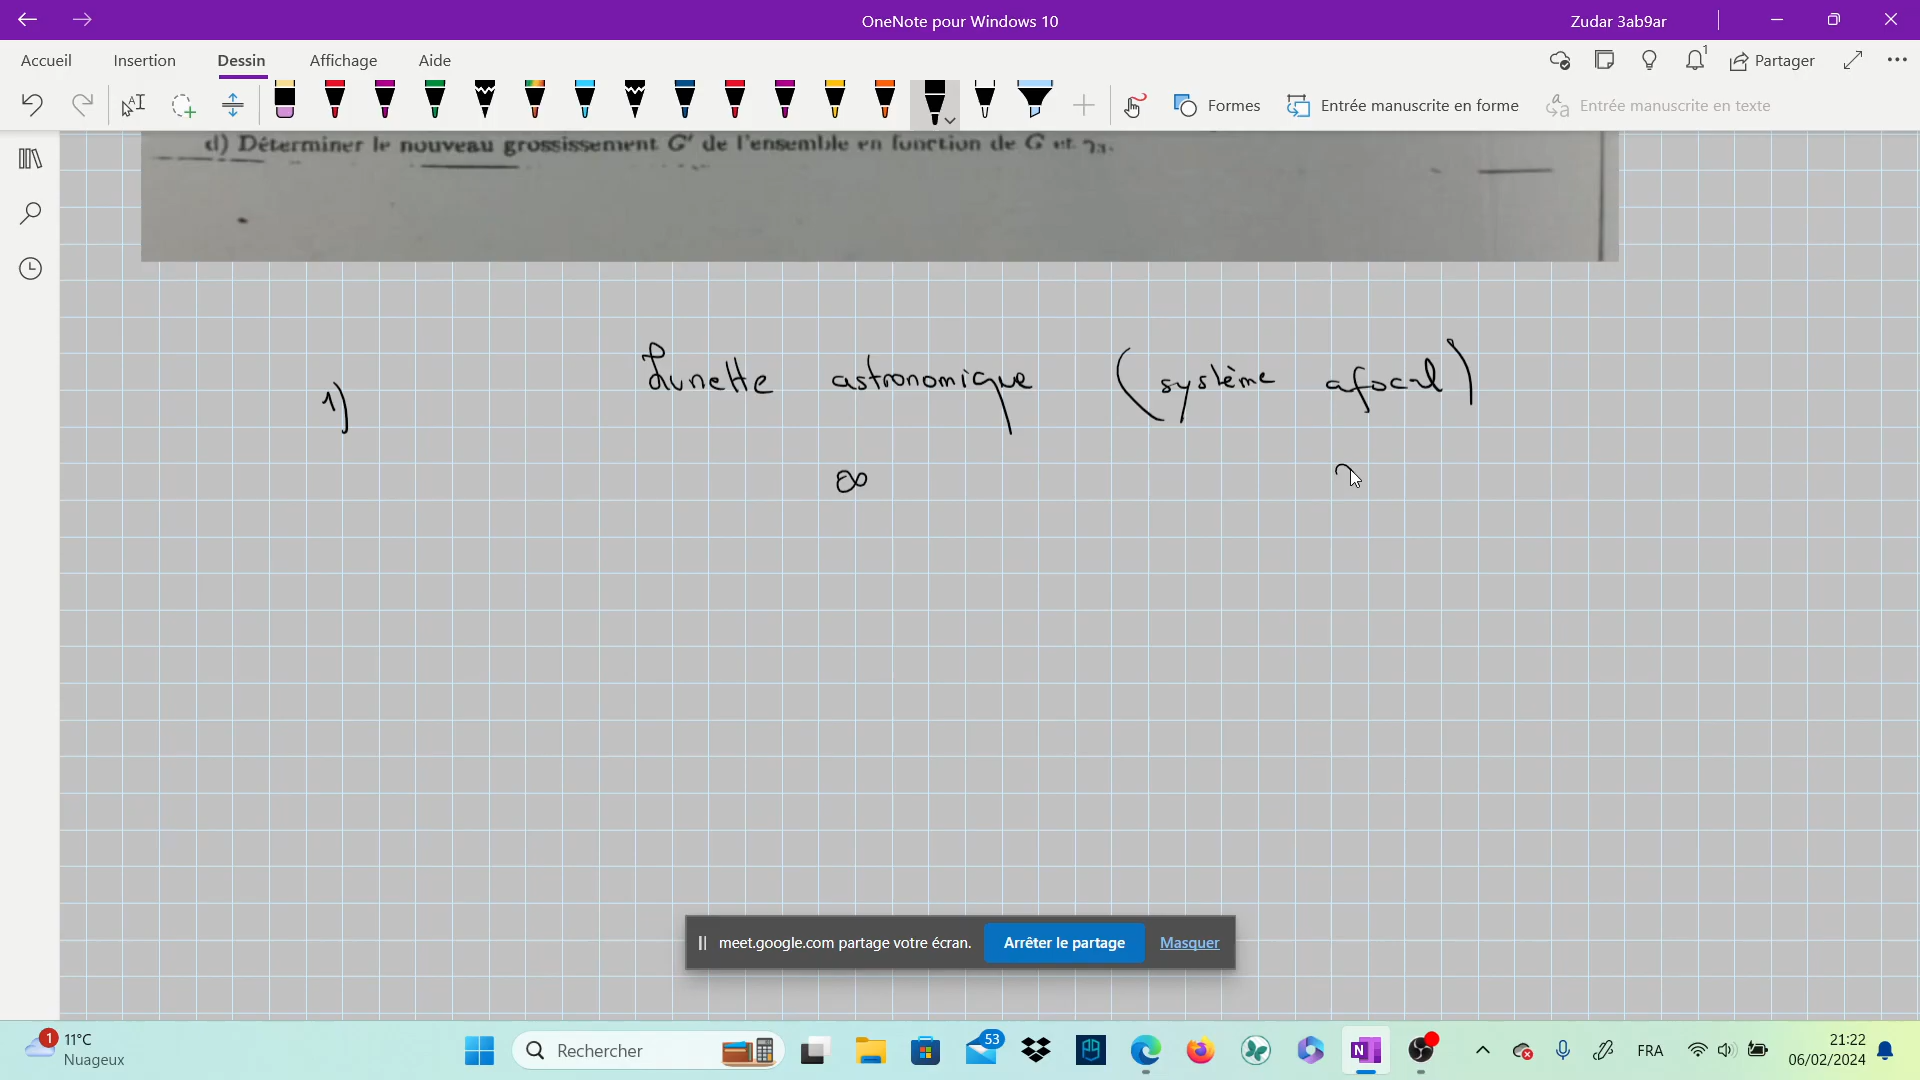 OneNote pour Windows 10
Zudar 3ab9ar
Accueil Insertion Dessin Affichage Aide
1
Partager
Formes Entrée manuscrite en forme Entrée manuscrite en texte
d) Déterminer le nouveau grossissement G' de l'ensemble en fonction de G et γ₃.
Lunette astronomique (système afocal)
1)
∞
meet.google.com partage votre écran. Arrêter le partage Masquer
1 11°C
Nuageux
Rechercher
53
FRA
21:22
06/02/2024